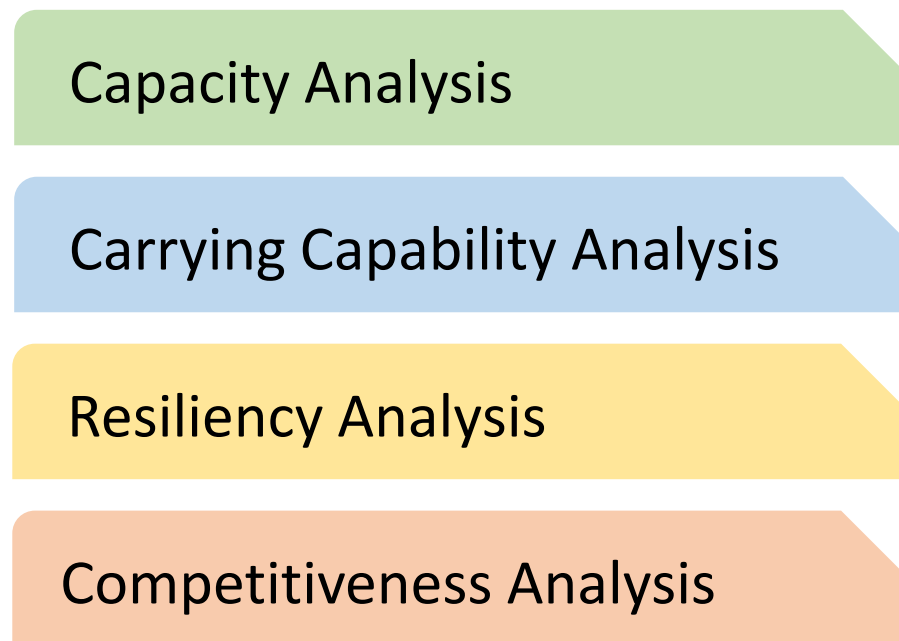 Capacity Analysis
Carrying Capability Analysis
Resiliency Analysis
Competitiveness Analysis